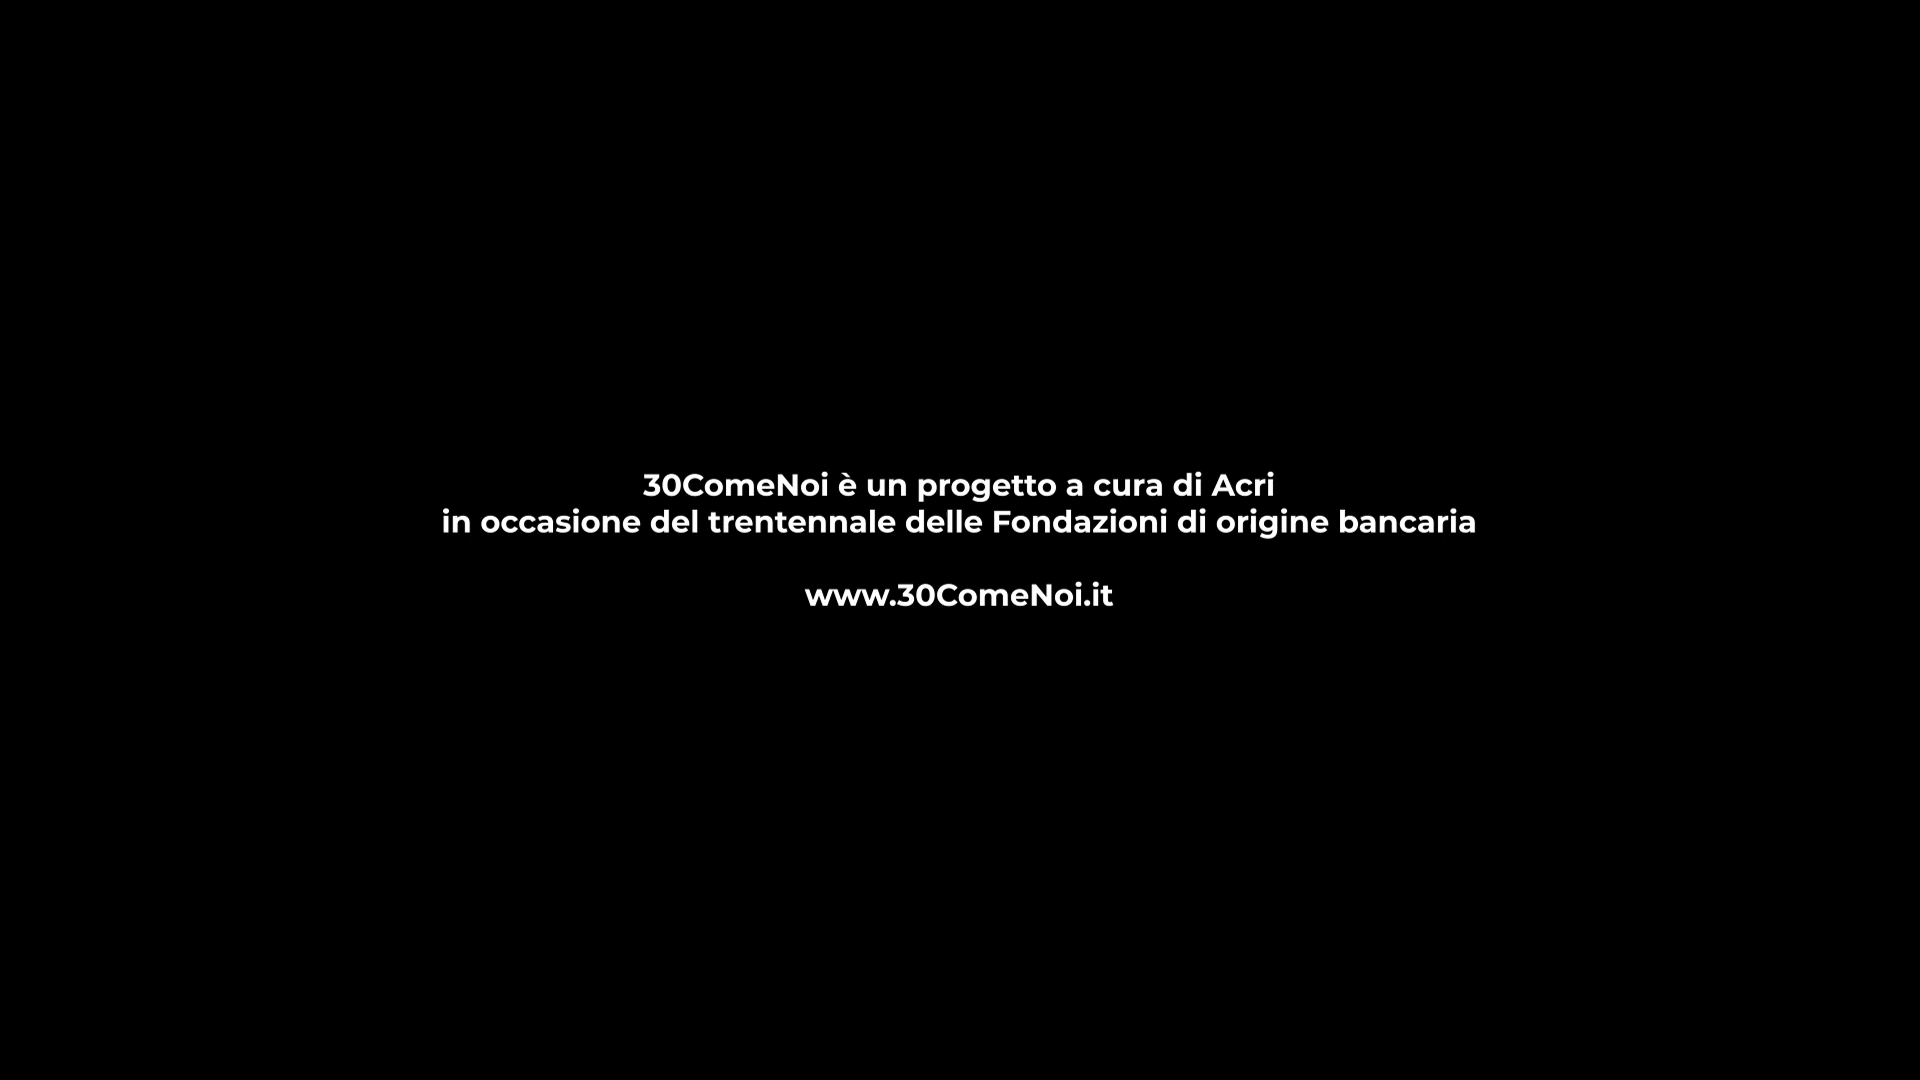 30ComeNoi è un progetto a cura di Acri
in occasione del trentennale delle Fondazioni di origine bancaria
www.30ComeNoi.it